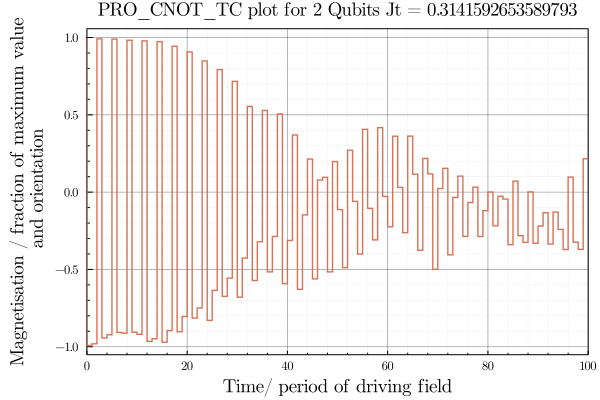 PRO_CNOT_TC plot for 2 Qubits Jt = 0.3141592653589793
Magnetisation / fraction of maximum value
and orientation
1.0
0.5
0.0
−0.5
−1.0
0 20 40 60 80 100
Time/ period of driving field